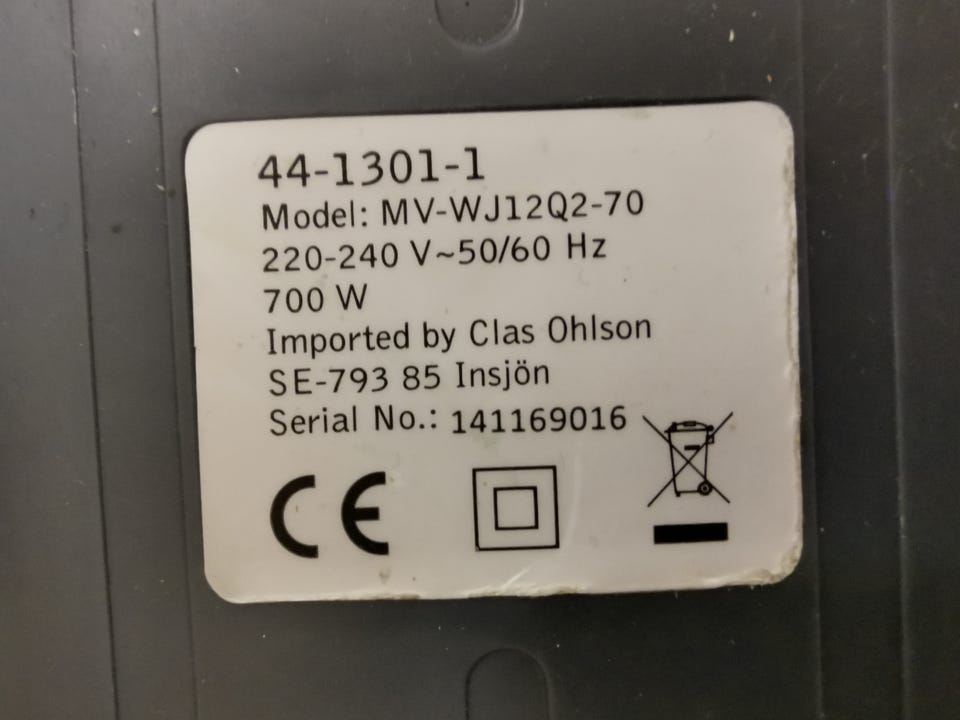 44-1301-1
Model: MV-WJ12Q2-70
220-240 V~50/60 Hz
700 W
Imported by Clas Ohlson
SE-793 85 Insjön
Serial No.: 141169016
CE